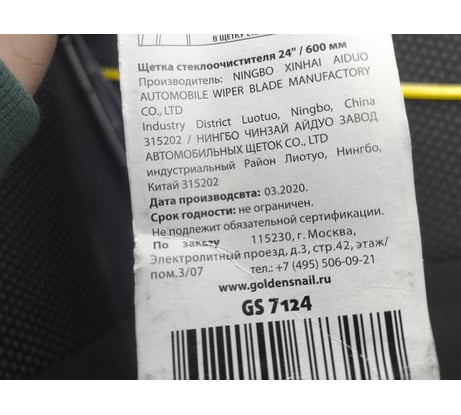 В ЩЕТКУ
Щетка стеклоочистителя 24" / 600 мм
Производитель: NINGBO XINHAI AIDUO
AUTOMOBILE WIPER BLADE MANUFACTORY
CO., LTD
Industry District Luotuo, Ningbo, China
315202 / НИНГБО ЧИНЗАЙ АЙДУО ЗАВОД
АВТОМОБИЛЬНЫХ ЩЕТОК CO., LTD
индустриальный Район Лиотуо, Нингбо,
Китай 315202
Дата производсвта: 03.2020.
Срок годности: не ограничен.
Не подлежит обязательной сертификации.
По заказу 115230, г. Москва,
Электролитный проезд, д.3, стр.42, этаж/
пом.3/07 тел.: +7 (495) 506-09-21
www.goldensnail.ru
GS 7124